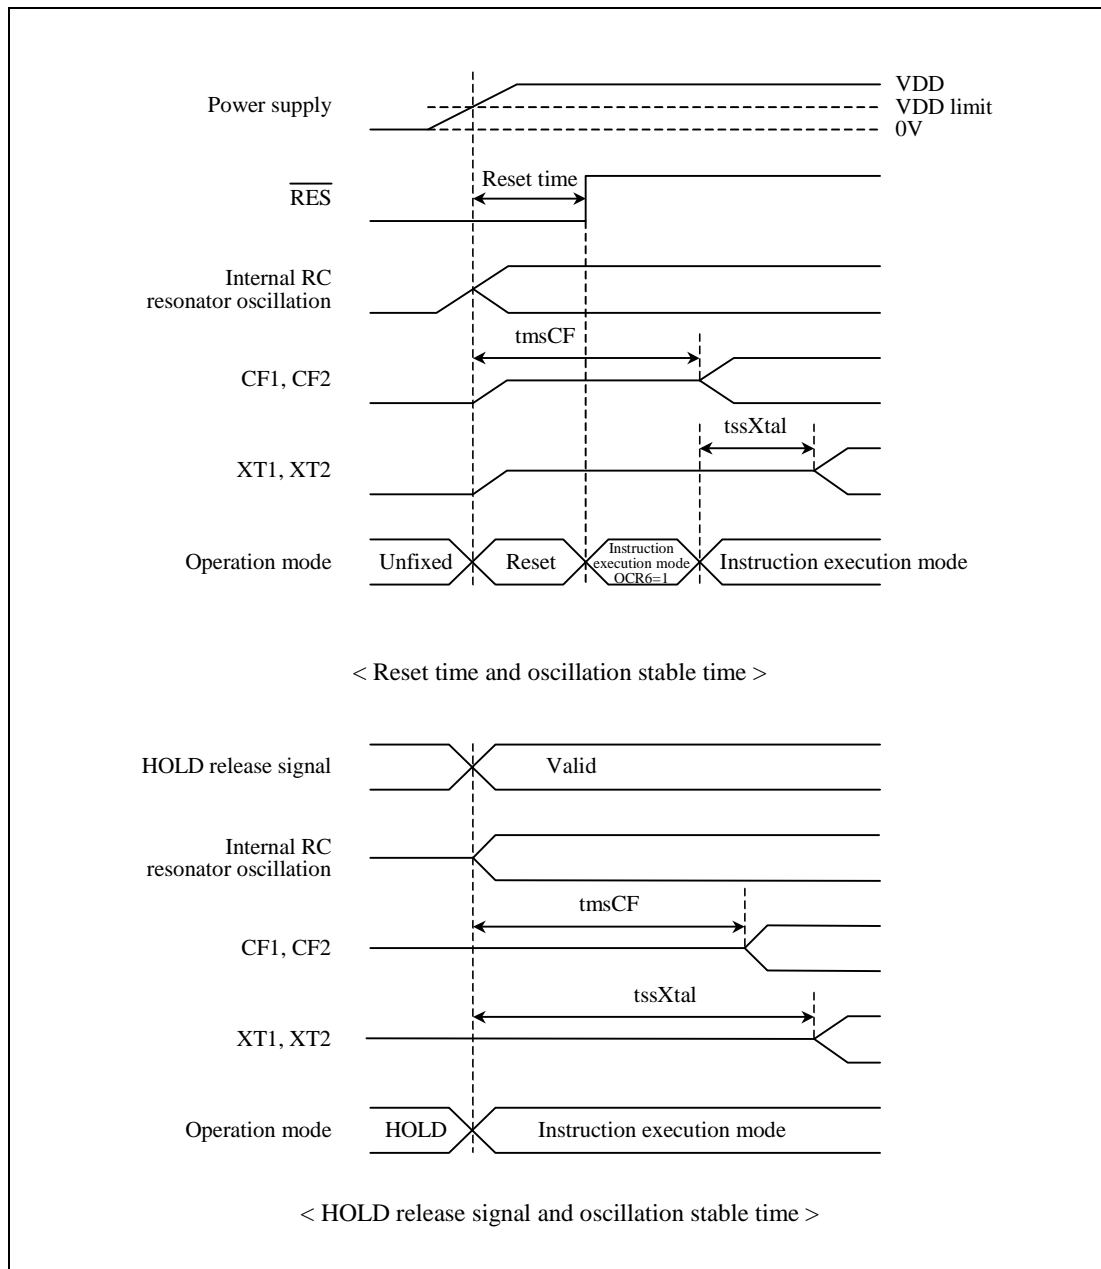 Power supply
VDD
VDD limit
0V
RES
Reset time
Internal RC
resonator oscillation
tmsCF
CF1, CF2
tssXtal
XT1, XT2
Operation mode
Unfixed
Reset
Instruction
execution mode
OCR6=1
Instruction execution mode
< Reset time and oscillation stable time >
HOLD release signal
Valid
Internal RC
resonator oscillation
tmsCF
CF1, CF2
tssXtal
XT1, XT2
Operation mode
HOLD
Instruction execution mode
< HOLD release signal and oscillation stable time >